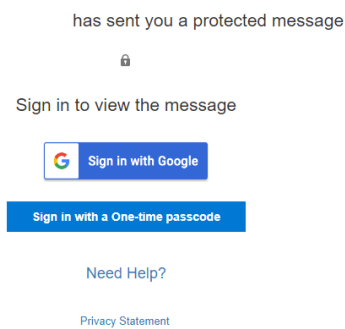 has sent you a protected message
Sign in to view the message
Sign in with Google
Sign in with a One-time passcode
Need Help?
Privacy Statement